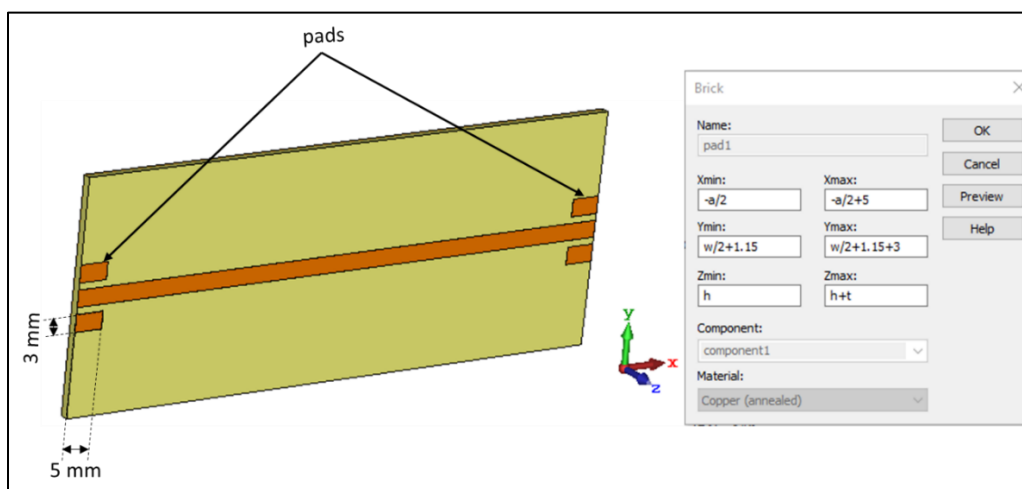 pads
3 mm
5 mm
y
x
z
Brick
Name:
pad1
OK
Cancel
Xmin:
Xmax:
Preview
-a/2
-a/2+5
Help
Ymin:
Ymax:
w/2+1.15
w/2+1.15+3
Zmin:
Zmax:
h
h+t
Component:
component1
Material:
Copper (annealed)